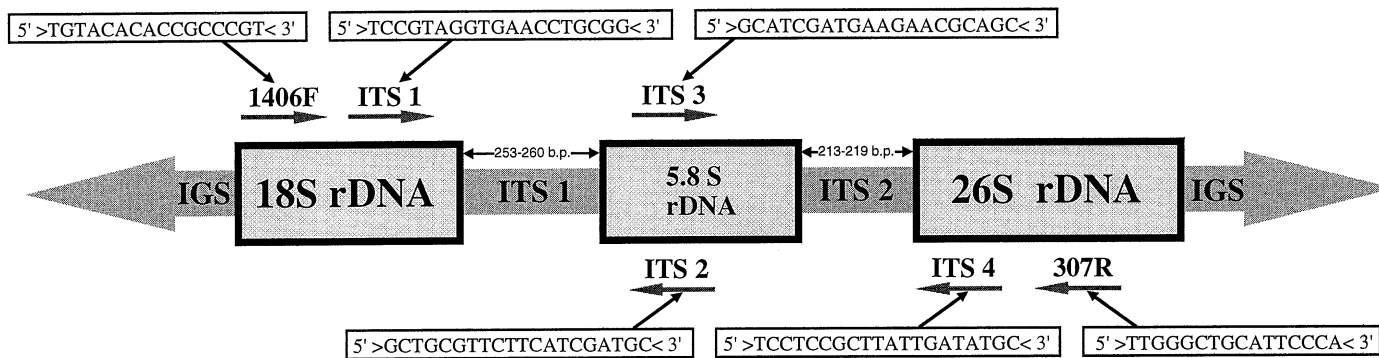 5' >TGTACACACCGCCCGT< 3'
5' >TCCGTAGGTGAACCTGCGG< 3'
5' >GCATCGATGAAGAACGCAGC< 3'
1406F
ITS 1
ITS 3
253-260 b.p.
213-219 b.p.
IGS
18S rDNA
ITS 1
5.8 S
rDNA
ITS 2
26S rDNA
IGS
ITS 2
ITS 4
307R
5' >GCTGCGTTCTTCATCGATGC< 3'
5' >TCCTCCGCTTATTGATATGC< 3'
5' >TTGGGCTGCATTCCCA< 3'